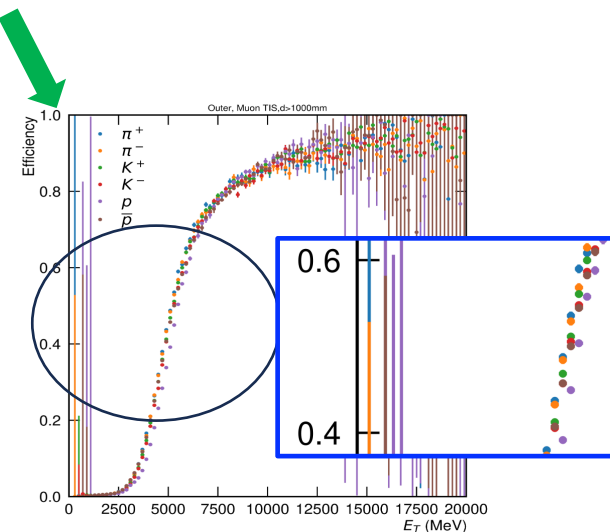 Outer, Muon TIS,d>1000mm
Efficiency
1.0
0.8
0.6
0.4
0.2
0.0
π⁺
π⁻
K⁺
K⁻
p
p̅
0.6
0.4
0 2500 5000 7500 10000 12500 15000 17500 20000
E_T (MeV)